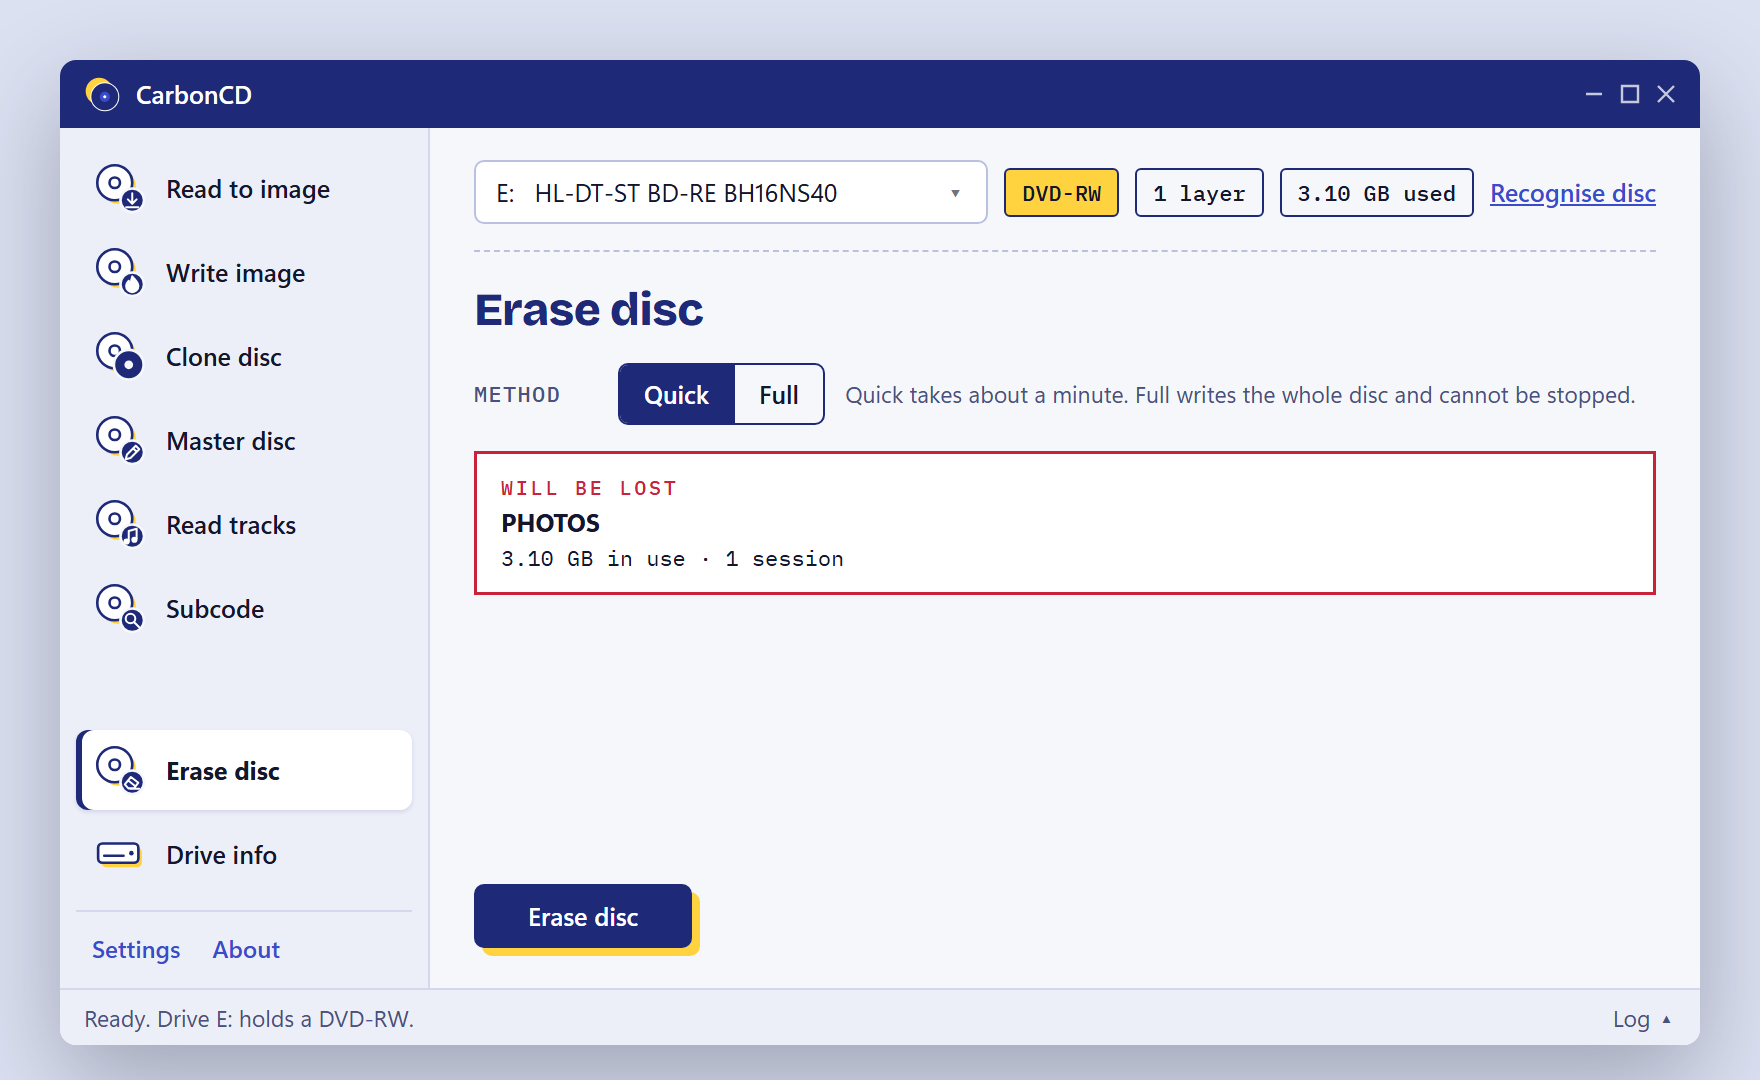 CarbonCD
Read to image
Write image
Clone disc
Master disc
Read tracks
Subcode
Erase disc
Drive info
Settings About
E: HL-DT-ST BD-RE BH16NS40
DVD-RW
1 layer
3.10 GB used
Recognise disc
Erase disc
METHOD
Quick Full
Quick takes about a minute. Full writes the whole disc and cannot be stopped.
WILL BE LOST
PHOTOS
3.10 GB in use · 1 session
Erase disc
Ready. Drive E: holds a DVD-RW.
Log